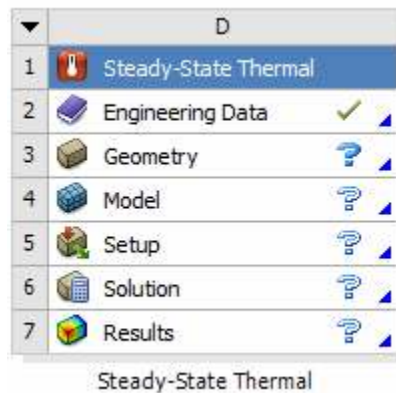 D
1 Steady-State Thermal
2 Engineering Data
3 Geometry
4 Model
5 Setup
6 Solution
7 Results
Steady-State Thermal